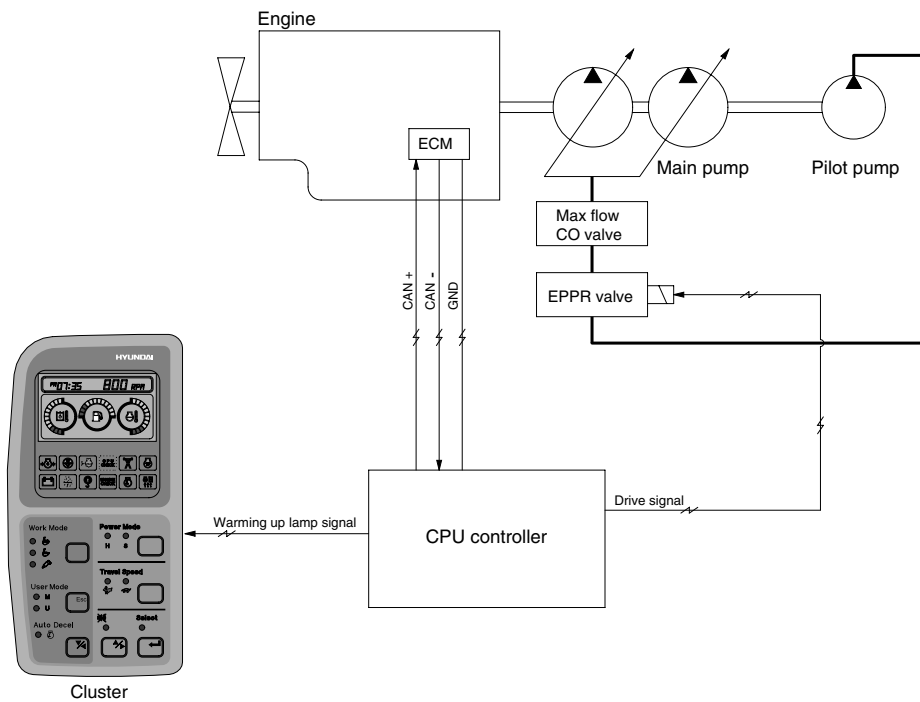 Engine
ECM
Main pump
Pilot pump
Max flow
CO valve
EPPR valve
CAN +
CAN -
GND
HYUNDAI
PM 07:35 800 RPM
Work Mode
Power Mode
H S
Travel Speed
User Mode
M
U
Esc
Auto Decel
Select
Warming up lamp signal
CPU controller
Drive signal
Cluster